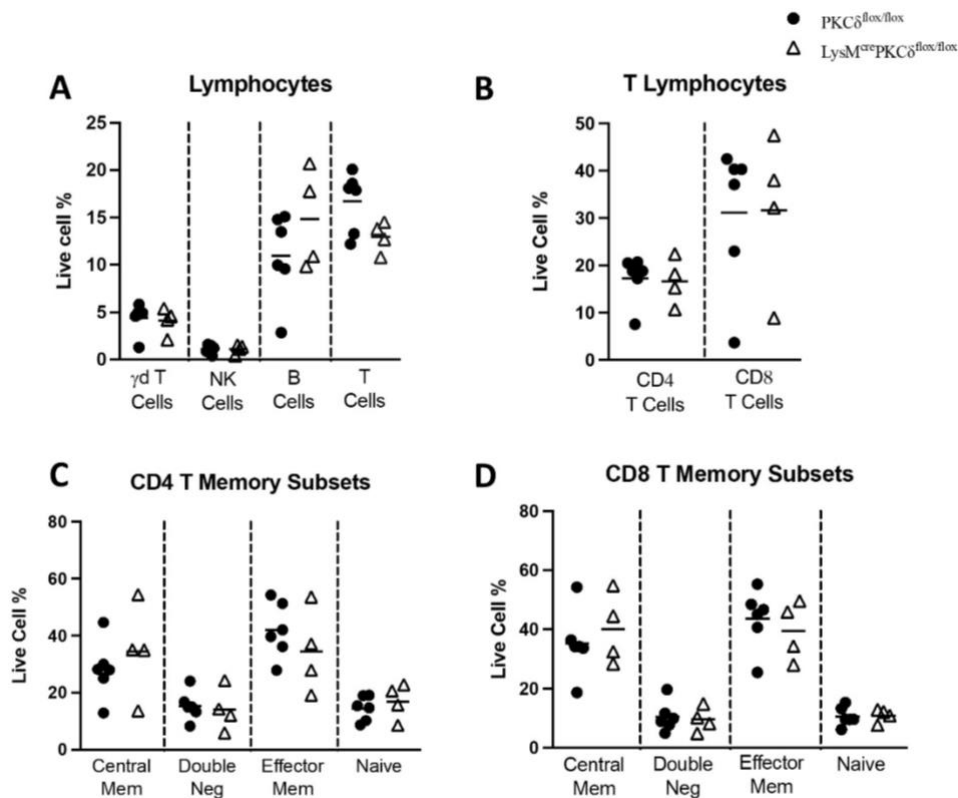 PKCδflox/flox
LysMcrePKCδflox/flox
A
Lymphocytes
Live cell %
25
20
15
10
5
0
γd T
Cells
NK
Cells
B
Cells
T
Cells
B
T Lymphocytes
Live Cell %
50
40
30
20
10
0
CD4
T Cells
CD8
T Cells
C
CD4 T Memory Subsets
Live Cell %
80
60
40
20
0
Central
Mem
Double
Neg
Effector
Mem
Naive
D
CD8 T Memory Subsets
Live Cell %
80
60
40
20
0
Central
Mem
Double
Neg
Effector
Mem
Naive